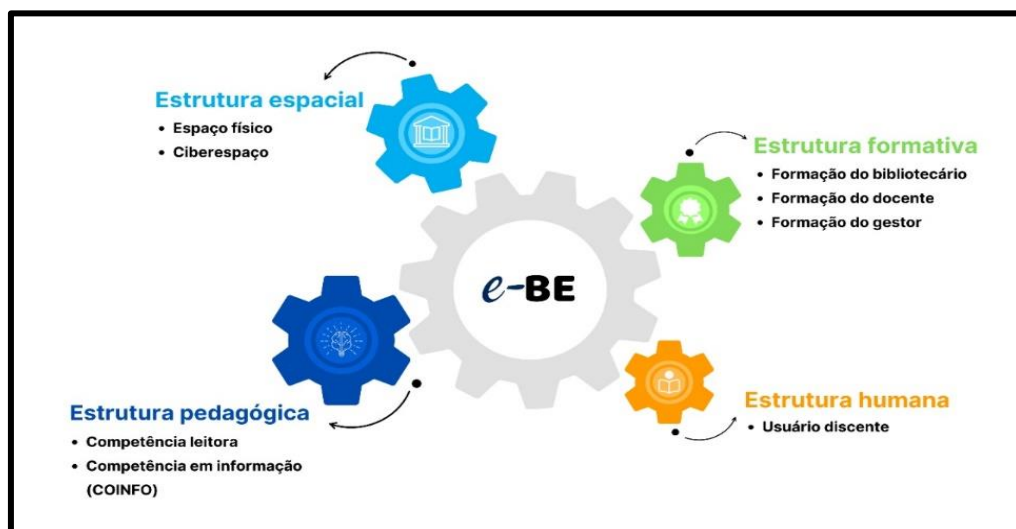 Estrutura espacial
• Espaço físico
• Ciberespaço
Estrutura formativa
• Formação do bibliotecário
• Formação do docente
• Formação do gestor
e-BE
Estrutura pedagógica
• Competência leitora
• Competência em informação
(COINFO)
Estrutura humana
• Usuário discente